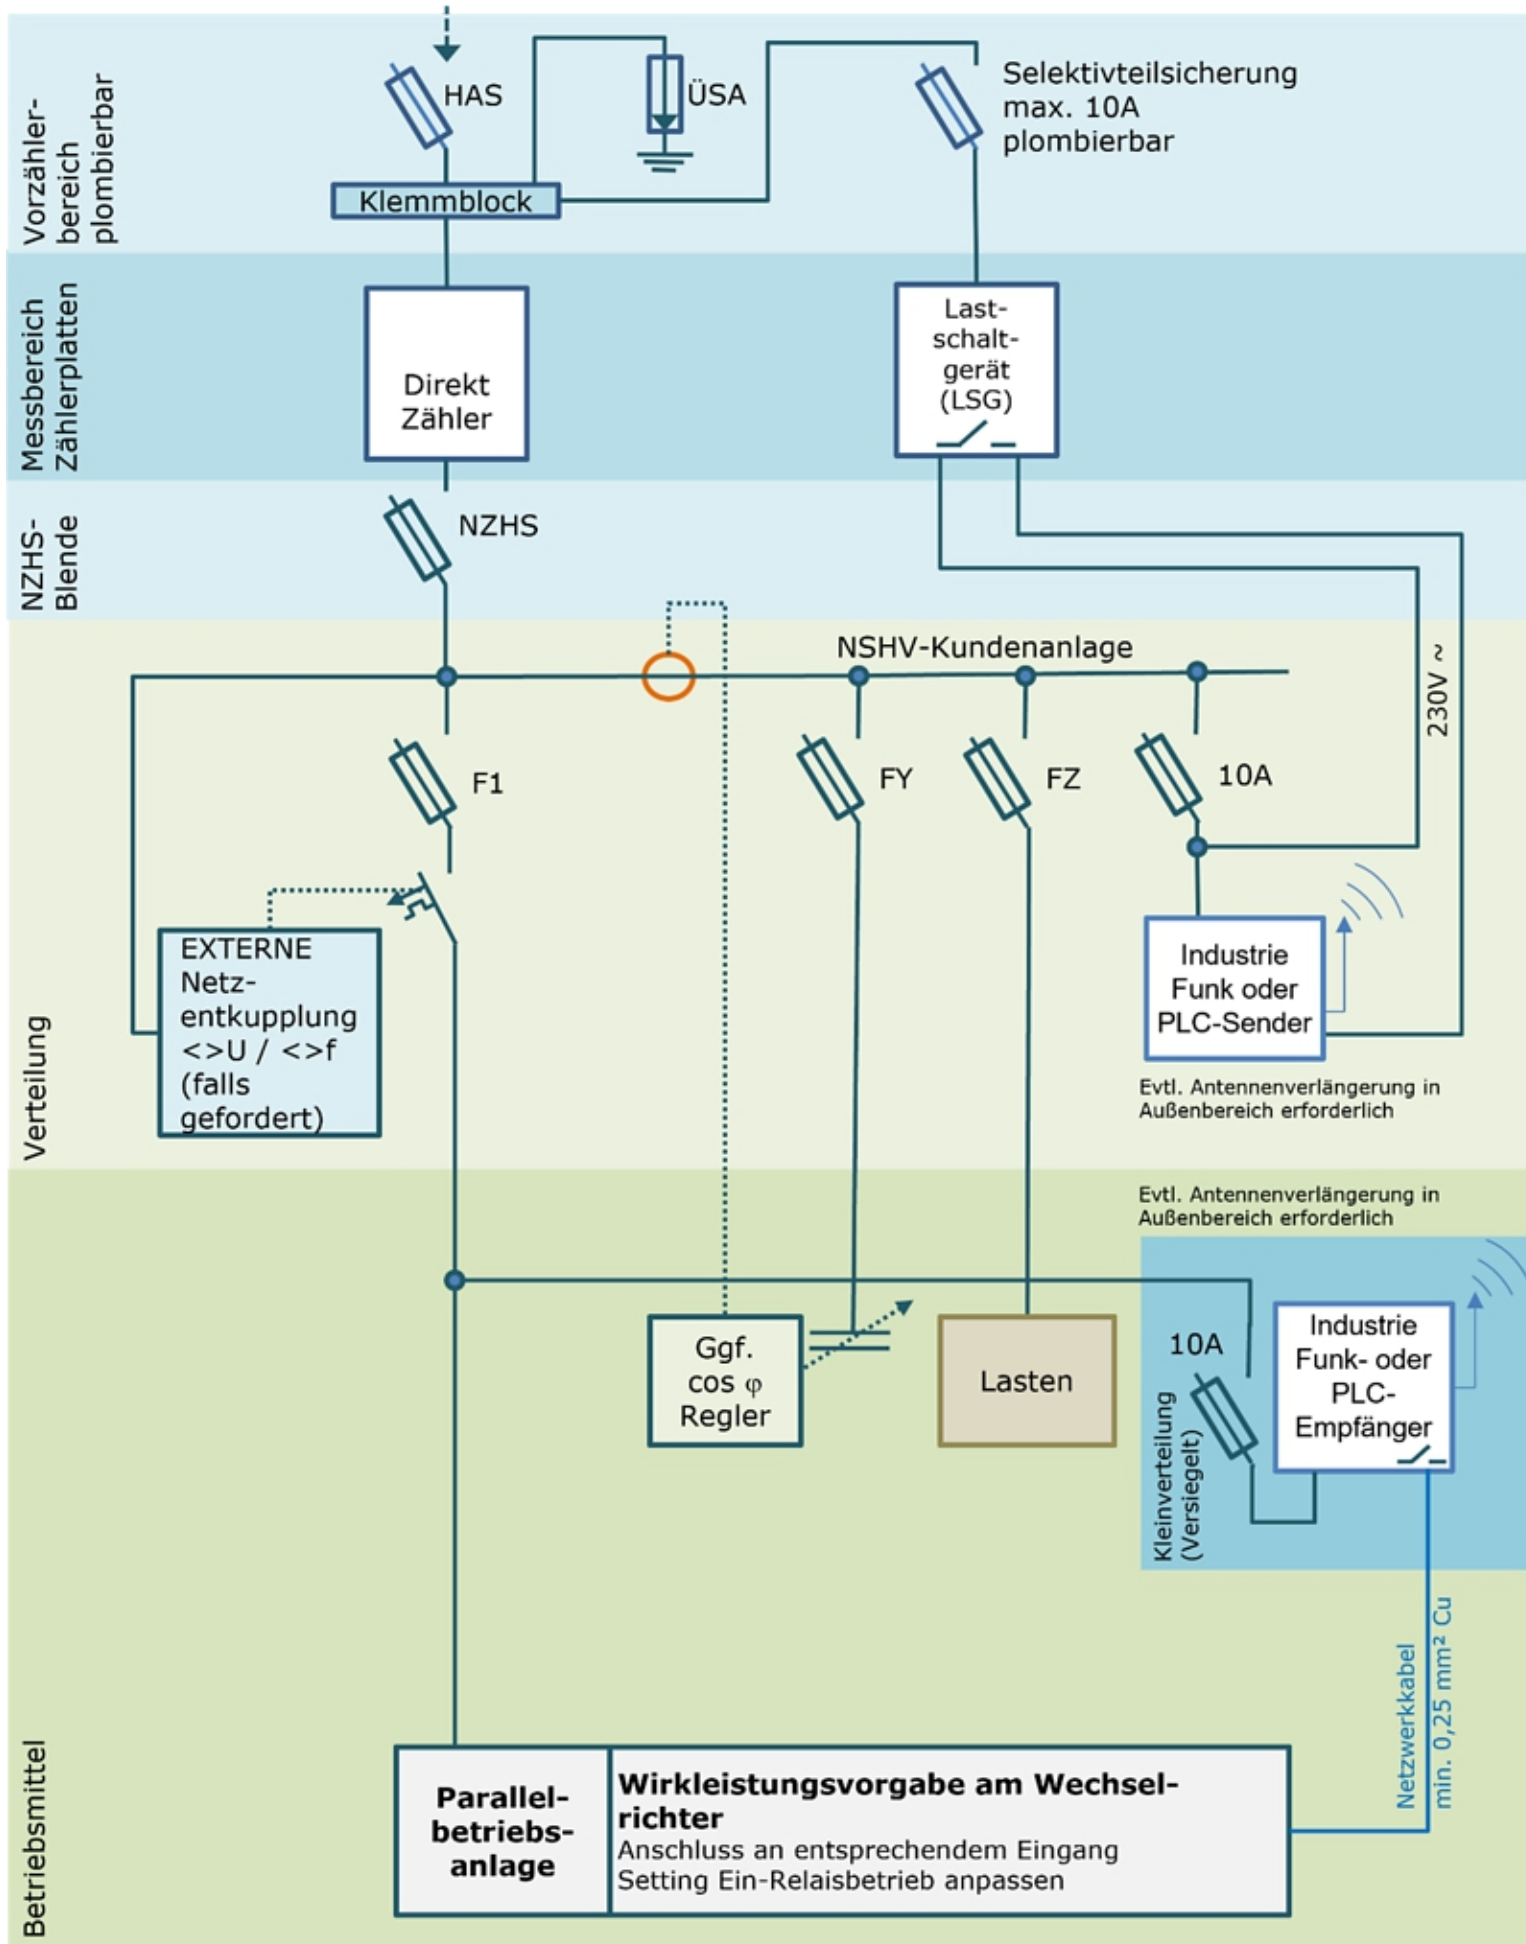 Vorzähler-
bereich
plombierbar
HAS
ÜSA
Selektivteilsicherung
max. 10A
plombierbar
Klemmblock
Messbereich
Zählerplatten
Direkt
Zähler
Last-
schalt-
gerät
(LSG)
NZHS-
Blende
NZHS
NSHV-Kundenanlage
230V ~
Verteilung
F1
FY
FZ
10A
EXTERNE
Netz-
entkupplung
<>U / <>f
(falls
gefordert)
Industrie
Funk oder
PLC-Sender
Evtl. Antennenverlängerung in
Außenbereich erforderlich
Betriebsmittel
Evtl. Antennenverlängerung in
Außenbereich erforderlich
Ggf.
cos φ
Regler
Lasten
10A
Kleinverteilung
(Versiegelt)
Industrie
Funk- oder
PLC-
Empfänger
Netzwerkkabel
min. 0,25 mm² Cu
Parallel-
betriebs-
anlage
Wirkleistungsvorgabe am Wechsel-
richter
Anschluss an entsprechendem Eingang
Setting Ein-Relaisbetrieb anpassen